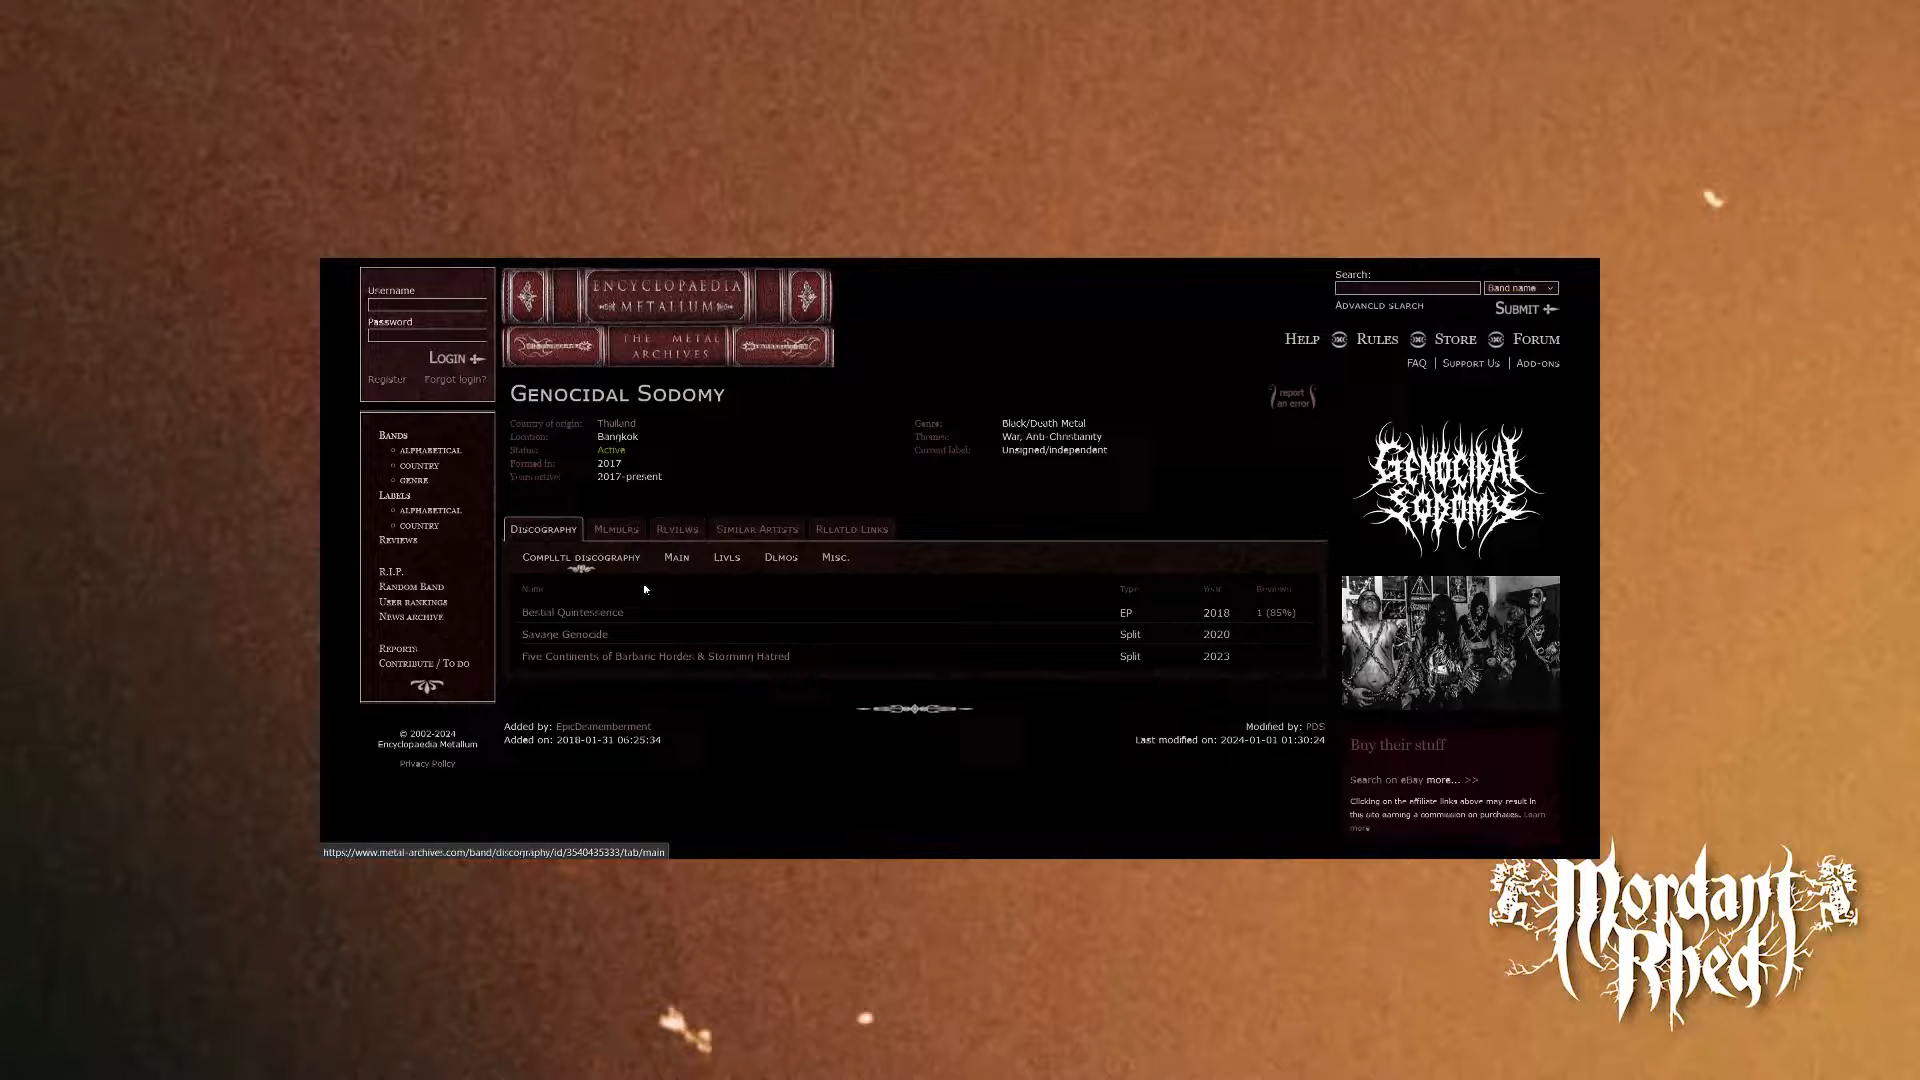 Username
Password
LOGIN
Register Forgot login?
ENCYCLOPAEDIA
METALLUM
THE METAL
ARCHIVES
Search:
Band name
ADVANCED SEARCH
SUBMIT
HELP RULES STORE FORUM
FAQ | SUPPORT US | ADD-ONS
BANDS
ALPHABETICAL
COUNTRY
GENRE
LABELS
ALPHABETICAL
COUNTRY
REVIEWS
R.I.P.
RANDOM BAND
USER RANKINGS
NEWS ARCHIVE
REPORTS
CONTRIBUTE / TO DO
© 2002-2024
Encyclopaedia Metallum
Privacy Policy
GENOCIDAL SODOMY
report
an error
Country of origin: Thailand
Location: Bangkok
Status: Active
Formed in: 2017
Years active: 2017-present
Genre: Black/Death Metal
Themes: War, Anti-Christianity
Current label: Unsigned/independent
DISCOGRAPHY MEMBERS REVIEWS SIMILAR ARTISTS RELATED LINKS
COMPLETE DISCOGRAPHY MAIN LIVES DEMOS MISC.
Name Type Year Reviews
Bestial Quintessence EP 2018 1 (85%)
Savage Genocide Split 2020
Five Continents of Barbaric Hordes & Storming Hatred Split 2023
Added by: EpicDismemberment
Added on: 2018-01-31 06:25:34
Modified by: PDS
Last modified on: 2024-01-01 01:30:24
GENOCIDAL
SODOMY
Buy their stuff
Search on eBay more... >>
Clicking on the affiliate links above may result in
this site earning a commission on purchases. Learn
more
https://www.metal-archives.com/band/discography/id/3540435333/tab/main
Mordant
Rhed